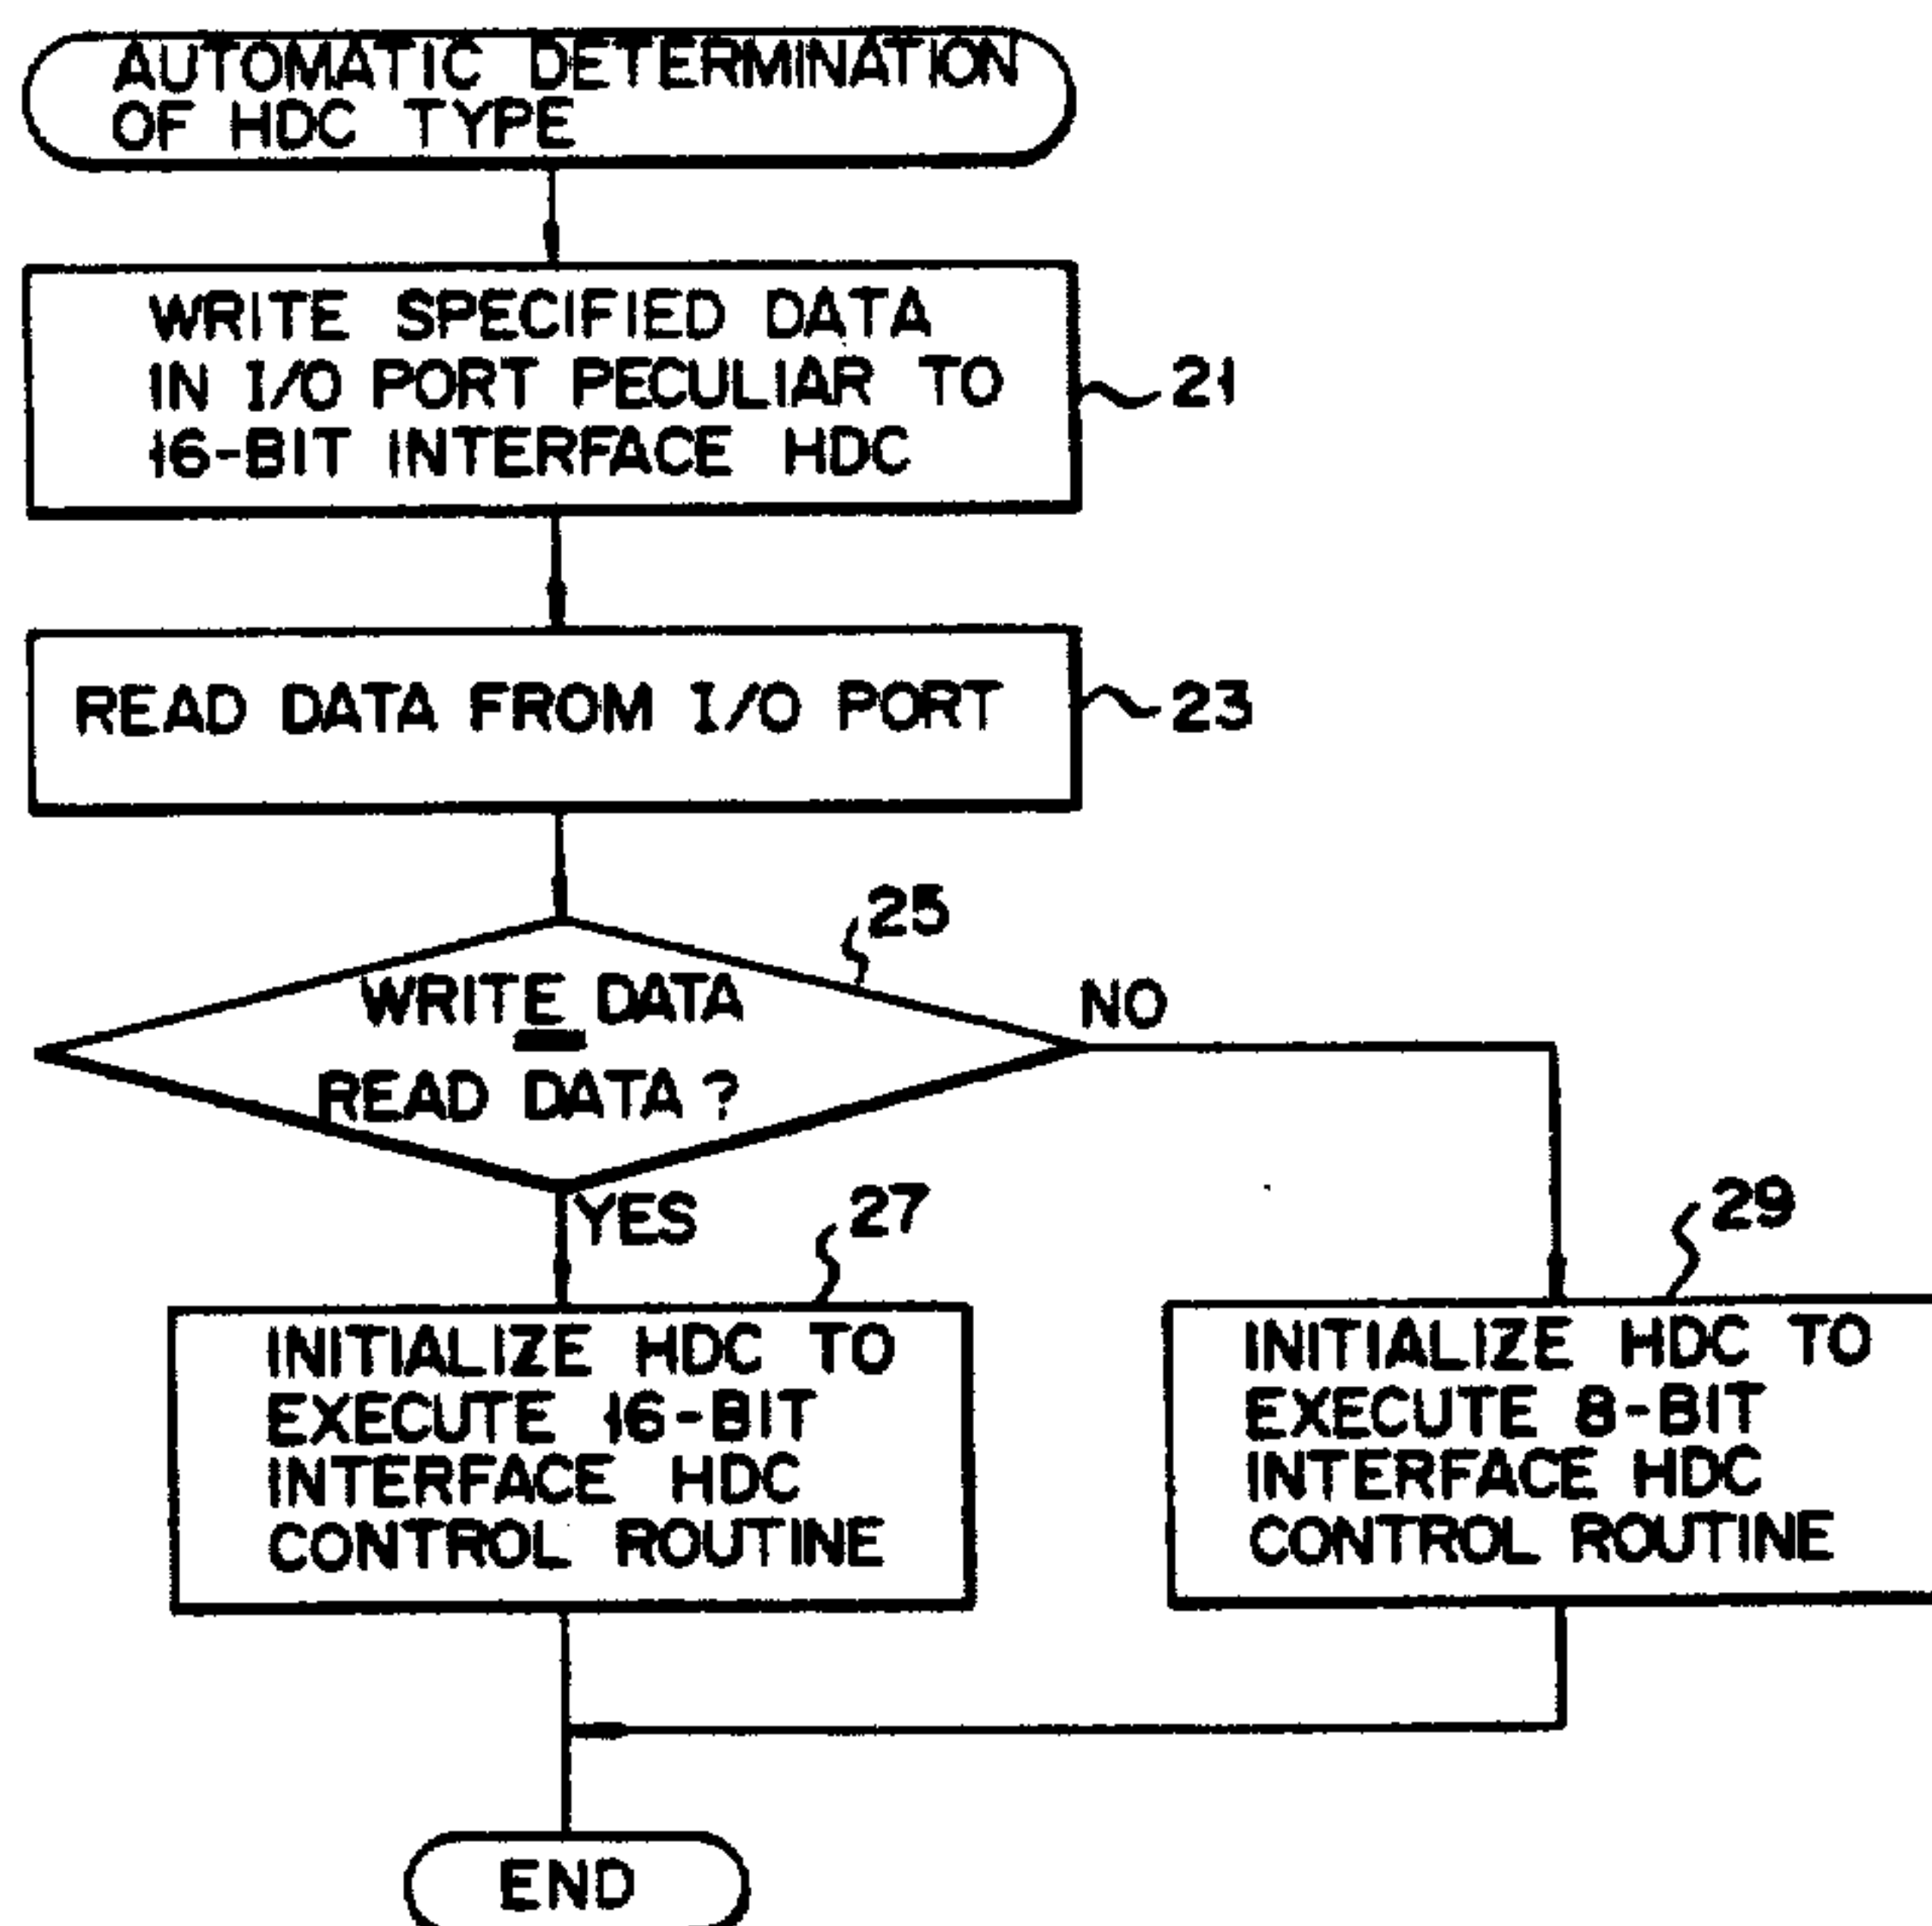 AUTOMATIC DETERMINATION
OF HDC TYPE
WRITE SPECIFIED DATA
IN I/O PORT PECULIAR TO
16-BIT INTERFACE HDC
21
READ DATA FROM I/O PORT
23
25
WRITE DATA
=
READ DATA?
NO
YES
27
29
INITIALIZE HDC TO
EXECUTE 16-BIT
INTERFACE HDC
CONTROL ROUTINE
INITIALIZE HDC TO
EXECUTE 8-BIT
INTERFACE HDC
CONTROL ROUTINE
END